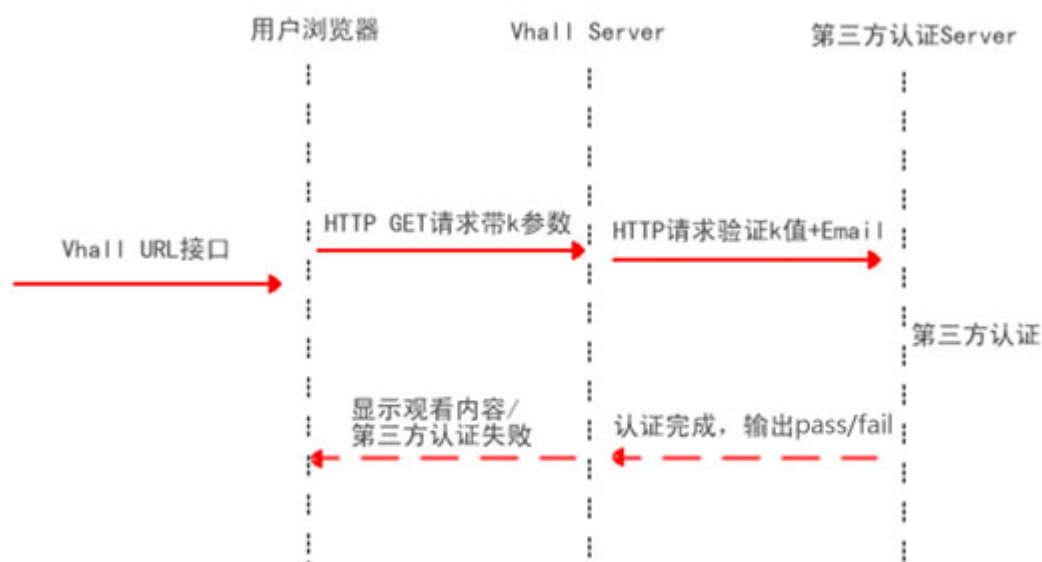 用户浏览器
Vhall Server
第三方认证Server
HTTP GET请求带k参数
HTTP请求验证k值+Email
Vhall URL接口
第三方认证
显示观看内容/
第三方认证失败
认证完成，输出pass/fail